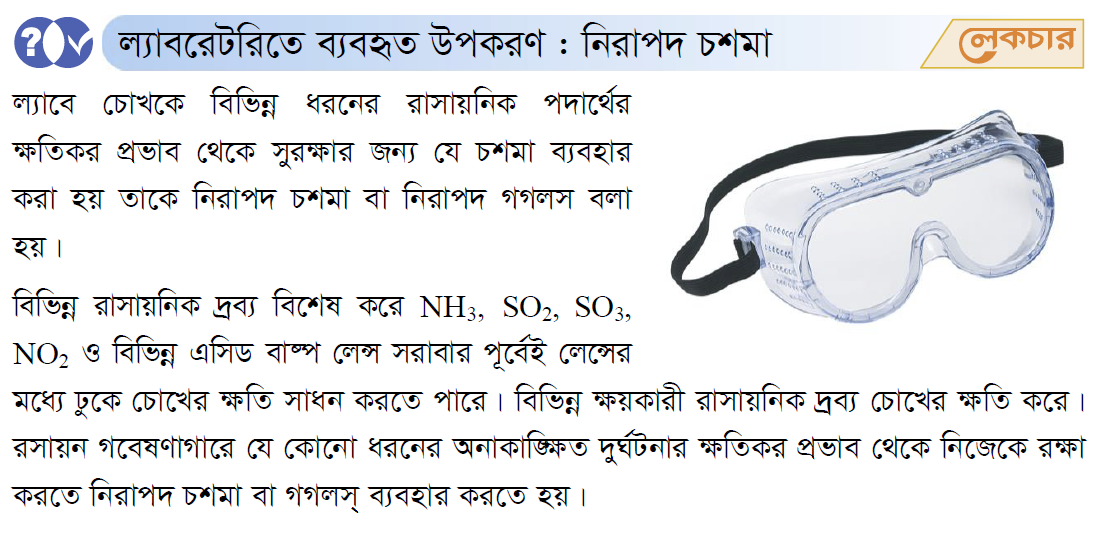 ল্যাবরেটরিতে ব্যবহৃত উপকরণ : নিরাপদ চশমা
লেকচার
ল্যাবে চোখকে বিভিন্ন ধরনের রাসায়নিক পদার্থের
ক্ষতিকর প্রভাব থেকে সুরক্ষার জন্য যে চশমা ব্যবহার
করা হয় তাকে নিরাপদ চশমা বা নিরাপদ গগলস বলা
হয়।
বিভিন্ন রাসায়নিক দ্রব্য বিশেষ করে NH₃, SO₂, SO₃,
NO₂ ও বিভিন্ন এসিড বাষ্প লেন্স সরাবার পূর্বেই লেন্সের
মধ্যে ঢুকে চোখের ক্ষতি সাধন করতে পারে। বিভিন্ন ক্ষয়কারী রাসায়নিক দ্রব্য চোখের ক্ষতি করে।
রসায়ন গবেষণাগারে যে কোনো ধরনের অনাকাঙ্ক্ষিত দুর্ঘটনার ক্ষতিকর প্রভাব থেকে নিজেকে রক্ষা
করতে নিরাপদ চশমা বা গগলস্ ব্যবহার করতে হয়।